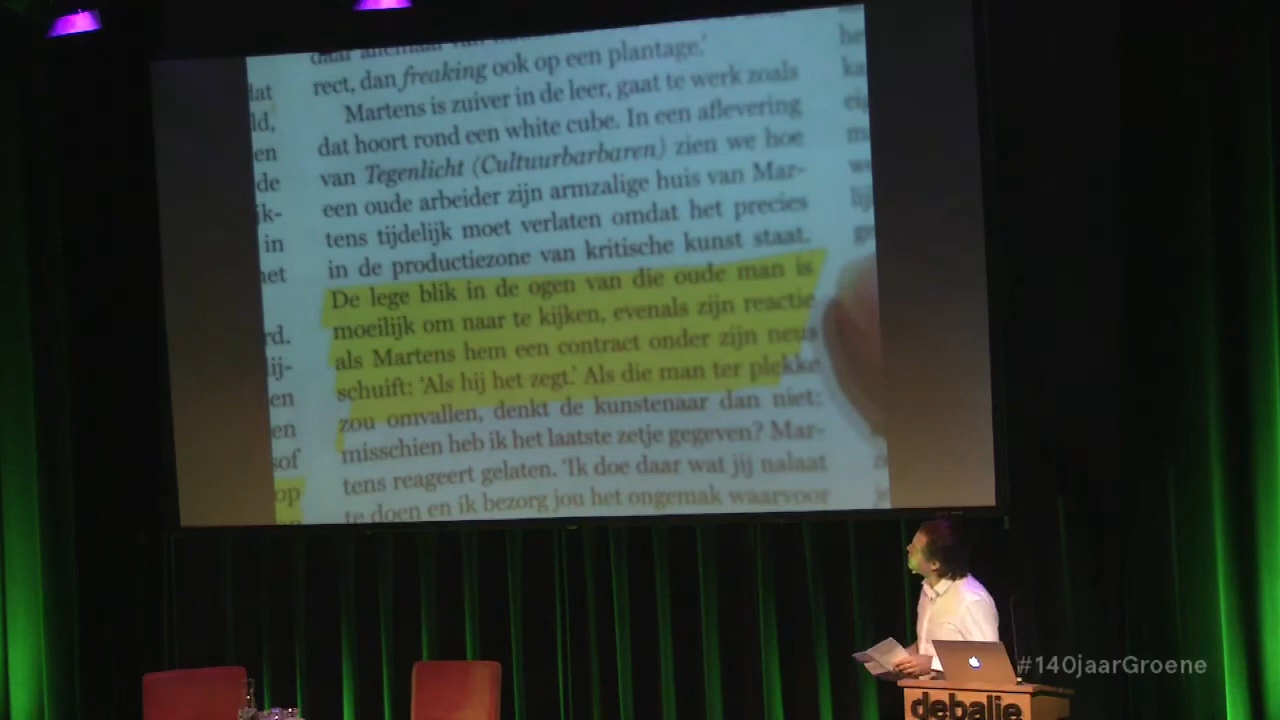 rect, dan freaking ook op een plantage.'
Martens is zuiver in de leer, gaat te werk zoals
dat hoort rond een white cube. In een aflevering
van Tegenlicht (Cultuurbarbaren) zien we hoe
een oude arbeider zijn armzalige huis van Mar-
tens tijdelijk moet verlaten omdat het precies
in de productiezone van kritische kunst staat.
De lege blik in de ogen van die oude man is
moeilijk om naar te kijken, evenals zijn reactie
als Martens hem een contract onder zijn neus
schuift: 'Als hij het zegt.' Als die man ter plekke
zou omvallen, denkt de kunstenaar dan niet:
misschien heb ik het laatste zetje gegeven? Mar-
tens reageert gelaten. 'Ik doe daar wat jij nalaat
te doen en ik bezorg jou het ongemak waarvoor
#140jaarGroene
debalie